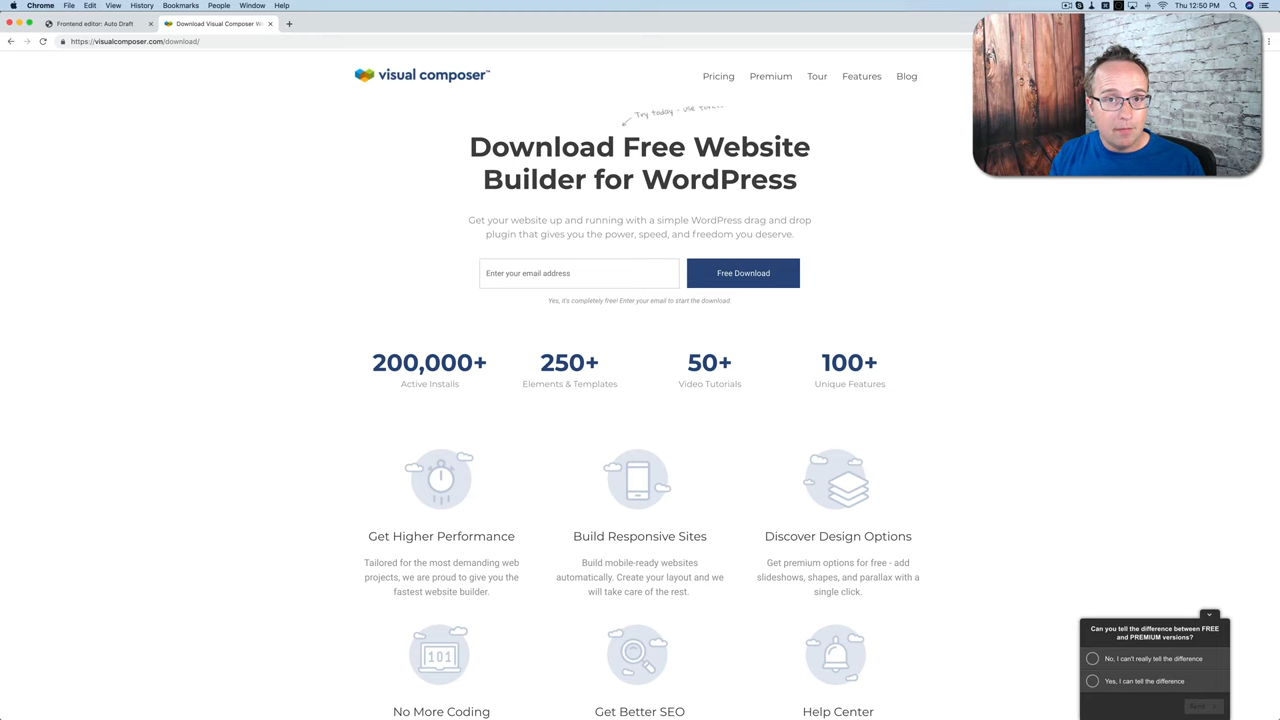 Chrome File Edit View History Bookmarks People Window Help
Thu 12:50 PM
Frontend editor: Auto Draft
Download Visual Composer We
https://visualcomposer.com/download/
visual composer™
Pricing Premium Tour Features Blog
Try today - use
Download Free Website
Builder for WordPress
Get your website up and running with a simple WordPress drag and drop
plugin that gives you the power, speed, and freedom you deserve.
Enter your email address
Free Download
Yes, it's completely free! Enter your email to start the download.
200,000+ 250+ 50+ 100+
Active Installs Elements & Templates Video Tutorials Unique Features
Get Higher Performance Build Responsive Sites Discover Design Options
Tailored for the most demanding web
projects, we are proud to give you the
fastest website builder.
Build mobile-ready websites
automatically. Create your layout and we
will take care of the rest.
Get premium options for free - add
slideshows, shapes, and parallax with a
single click.
101
No More Coding Get Better SEO Help Center
Can you tell the difference between FREE
and PREMIUM versions?
No, I can't really tell the difference
Yes, I can tell the difference
Send